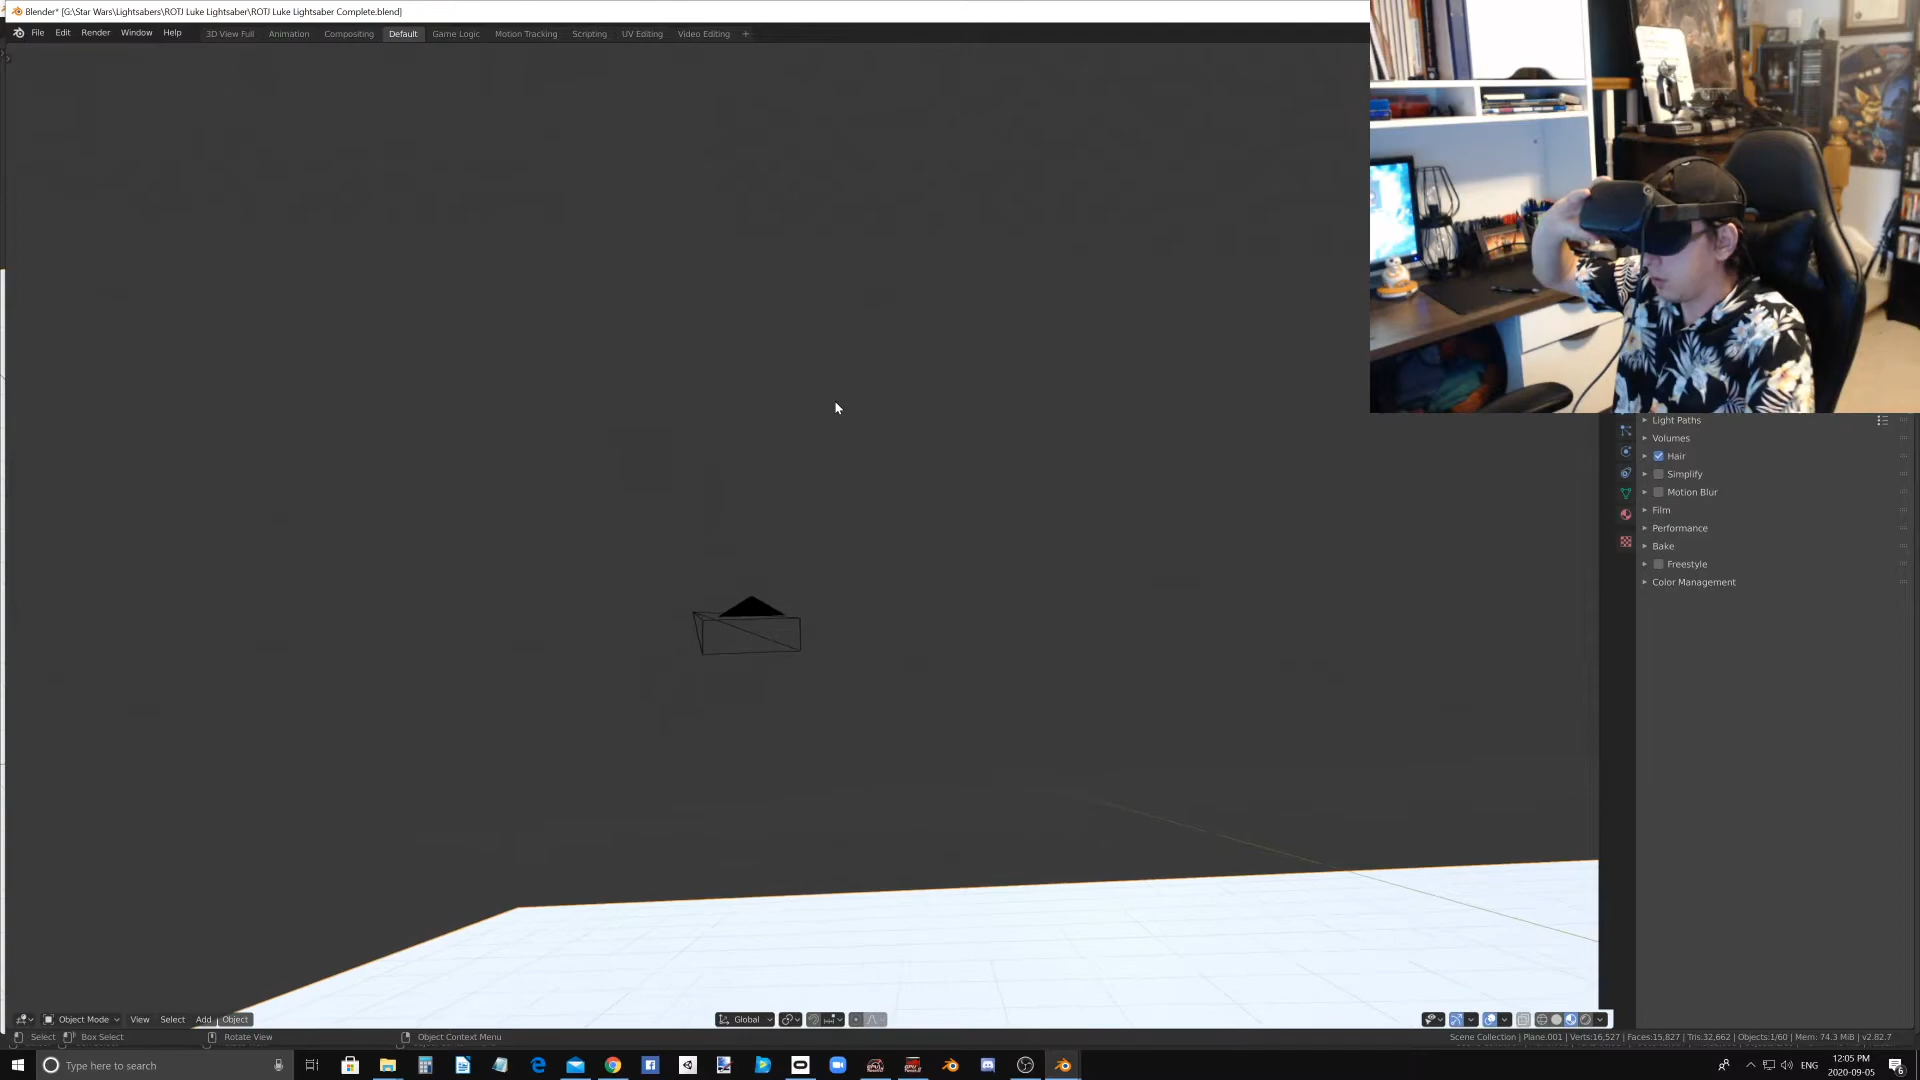 Blender* [G:\Star Wars\Lightsabers\ROTJ Luke Lightsaber\ROTJ Luke Lightsaber Complete.blend]
File Edit Render Window Help 3D View Full Animation Compositing Default Game Logic Motion Tracking Scripting UV Editing Video Editing +
Light Paths
Volumes
Hair
Simplify
Motion Blur
Film
Performance
Bake
Freestyle
Color Management
Object Mode View Select Add Object Global
Select Box Select Rotate View Object Context Menu Scene Collection | Plane.001 | Verts:16,527 | Faces:15,827 | Tris:32,662 | Objects:1/60 | Mem: 74.3 MiB | v2.82.7
Type here to search ENG 12:05 PM
2020-09-05 6